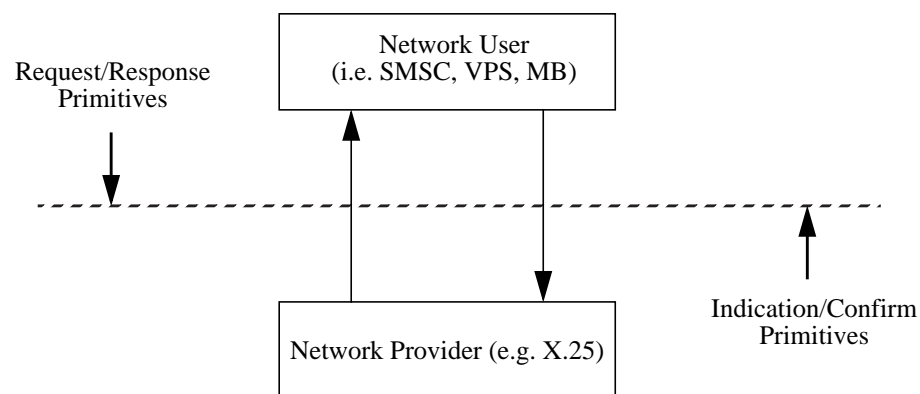 Network User
(i.e. SMSC, VPS, MB)
Request/Response
Primitives
Indication/Confirm
Primitives
Network Provider (e.g. X.25)